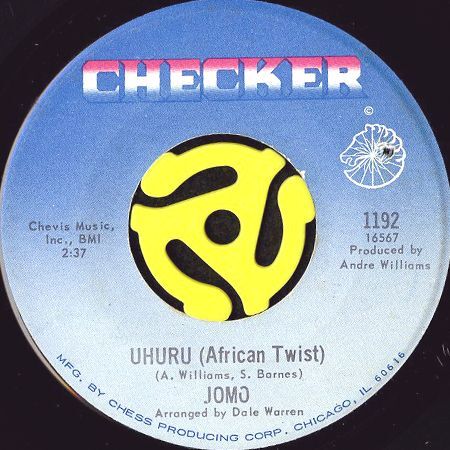 CHECKER
©
Chevis Music,
Inc., BMI
2:37
1192
16567
Produced by
Andre Williams
UHURU (African Twist)
(A. Williams, S. Barnes)
JOMO
Arranged by Dale Warren
MFG. BY CHESS PRODUCING CORP. CHICAGO, IL 60616